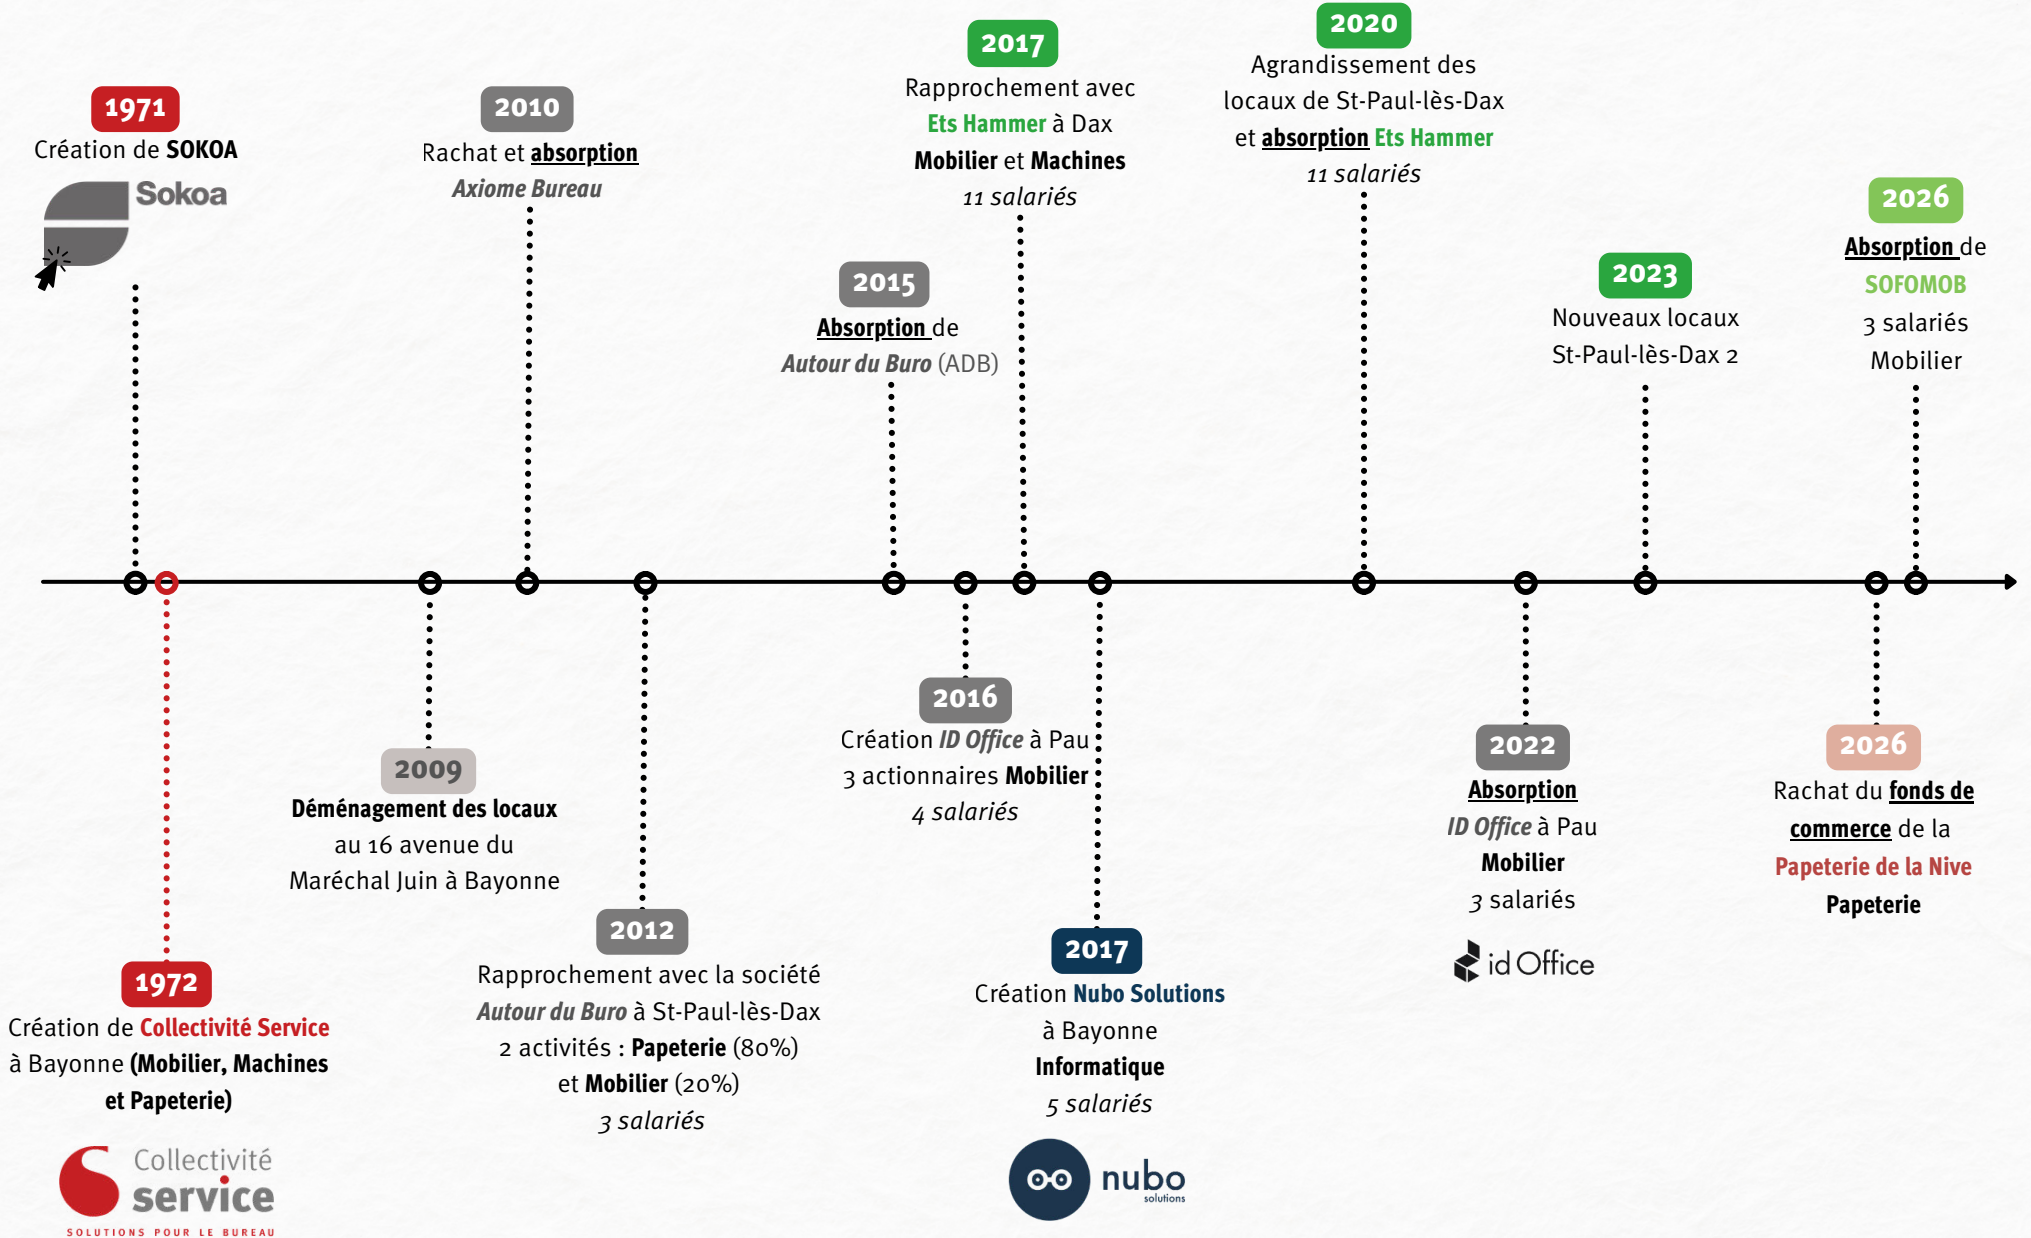 1971
Création de SOKOA
Sokoa
2010
Rachat et absorption
Axiome Bureau
2015
Absorption de
Autour du Buro (ADB)
2017
Rapprochement avec
Ets Hammer à Dax
Mobilier et Machines
11 salariés
2020
Agrandissement des
locaux de St-Paul-lès-Dax
et absorption Ets Hammer
11 salariés
2023
Nouveaux locaux
St-Paul-lès-Dax 2
2026
Absorption de
SOFOMOB
3 salariés
Mobilier
1972
Création de Collectivité Service
à Bayonne (Mobilier, Machines
et Papeterie)
Collectivité
service
SOLUTIONS POUR LE BUREAU
2009
Déménagement des locaux
au 16 avenue du
Maréchal Juin à Bayonne
2012
Rapprochement avec la société
Autour du Buro à St-Paul-lès-Dax
2 activités : Papeterie (80%)
et Mobilier (20%)
3 salariés
2016
Création ID Office à Pau
3 actionnaires Mobilier
4 salariés
2017
Création Nubo Solutions
à Bayonne
Informatique
5 salariés
nubo
solutions
2022
Absorption
ID Office à Pau
Mobilier
3 salariés
id Office
2026
Rachat du fonds de
commerce de la
Papeterie de la Nive
Papeterie